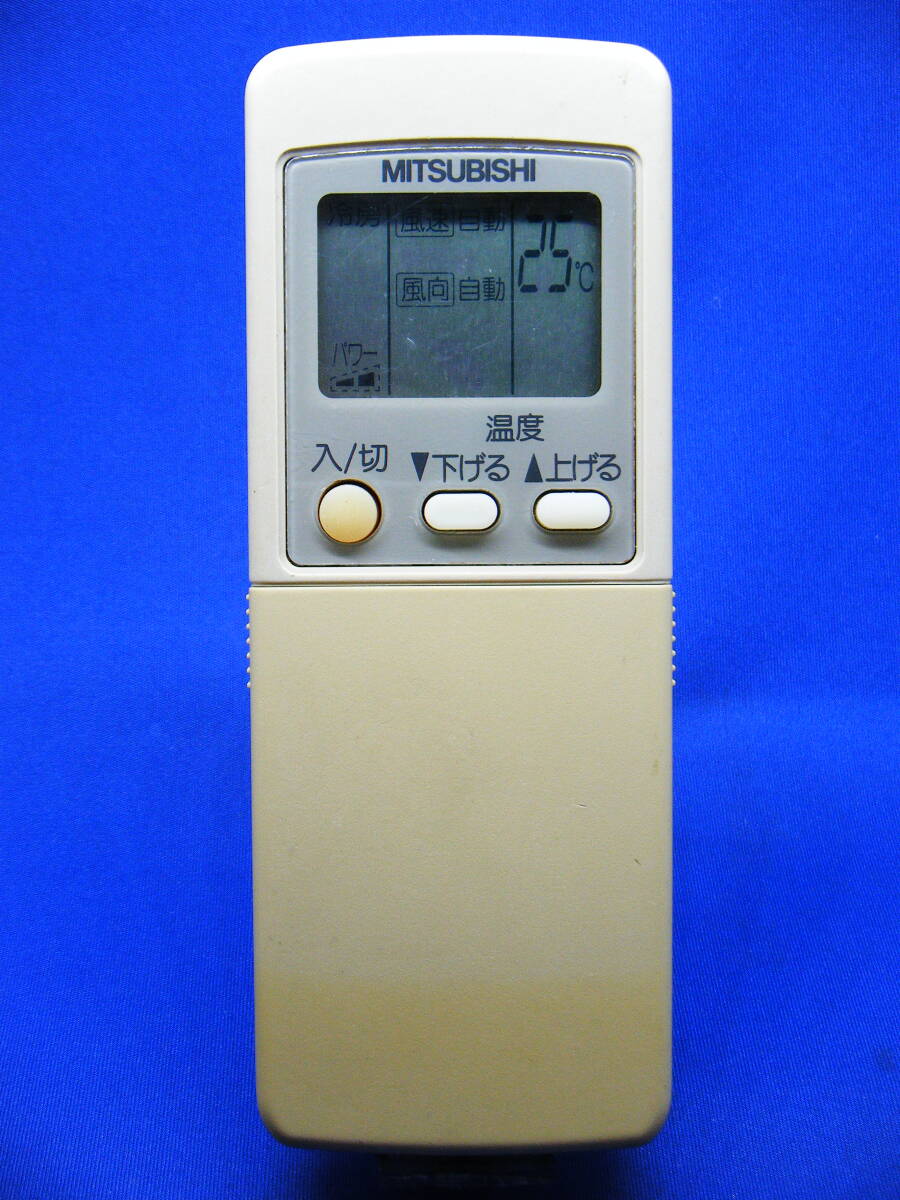 MITSUBISHI
冷房 風速 自動 25℃
風向 自動
パワー
温度
入/切 ▼下げる ▲上げる